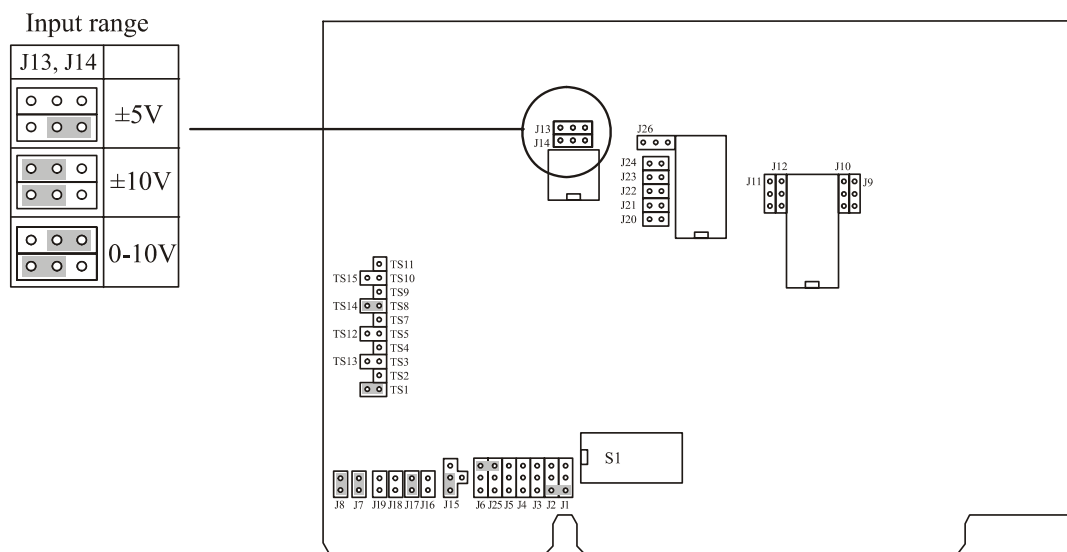 Input range
J13, J14
±5V
±10V
0-10V
J13
J14
J26
J24
J23
J22
J21
J20
J12
J11
J10
J9
TS11
TS15 TS10
TS9
TS14 TS8
TS7
TS12 TS5
TS4
TS13 TS3
TS2
TS1
S1
J8 J7 J19 J18 J17 J16 J15 J6 J25 J5 J4 J3 J2 J1